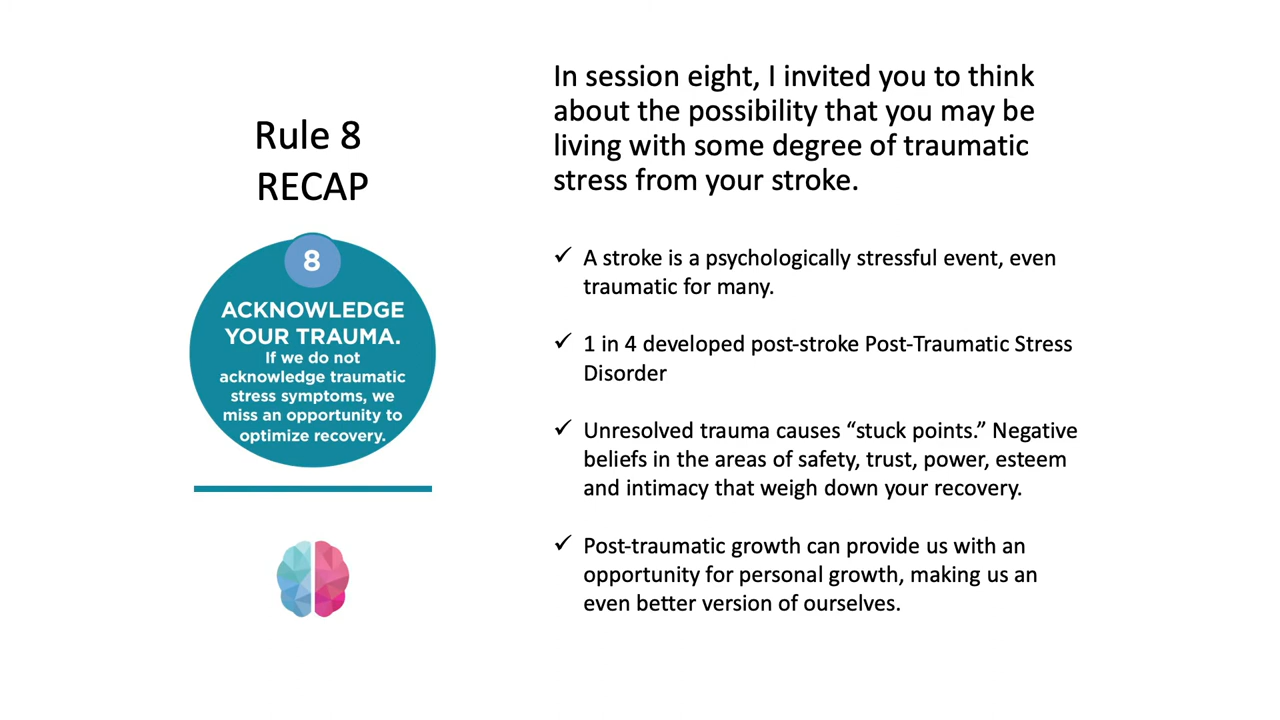 Rule 8
RECAP
8
ACKNOWLEDGE
YOUR TRAUMA.
If we do not
acknowledge traumatic
stress symptoms, we
miss an opportunity to
optimize recovery.
In session eight, I invited you to think
about the possibility that you may be
living with some degree of traumatic
stress from your stroke.
✓ A stroke is a psychologically stressful event, even
traumatic for many.
✓ 1 in 4 developed post-stroke Post-Traumatic Stress
Disorder
✓ Unresolved trauma causes “stuck points.” Negative
beliefs in the areas of safety, trust, power, esteem
and intimacy that weigh down your recovery.
✓ Post-traumatic growth can provide us with an
opportunity for personal growth, making us an
even better version of ourselves.